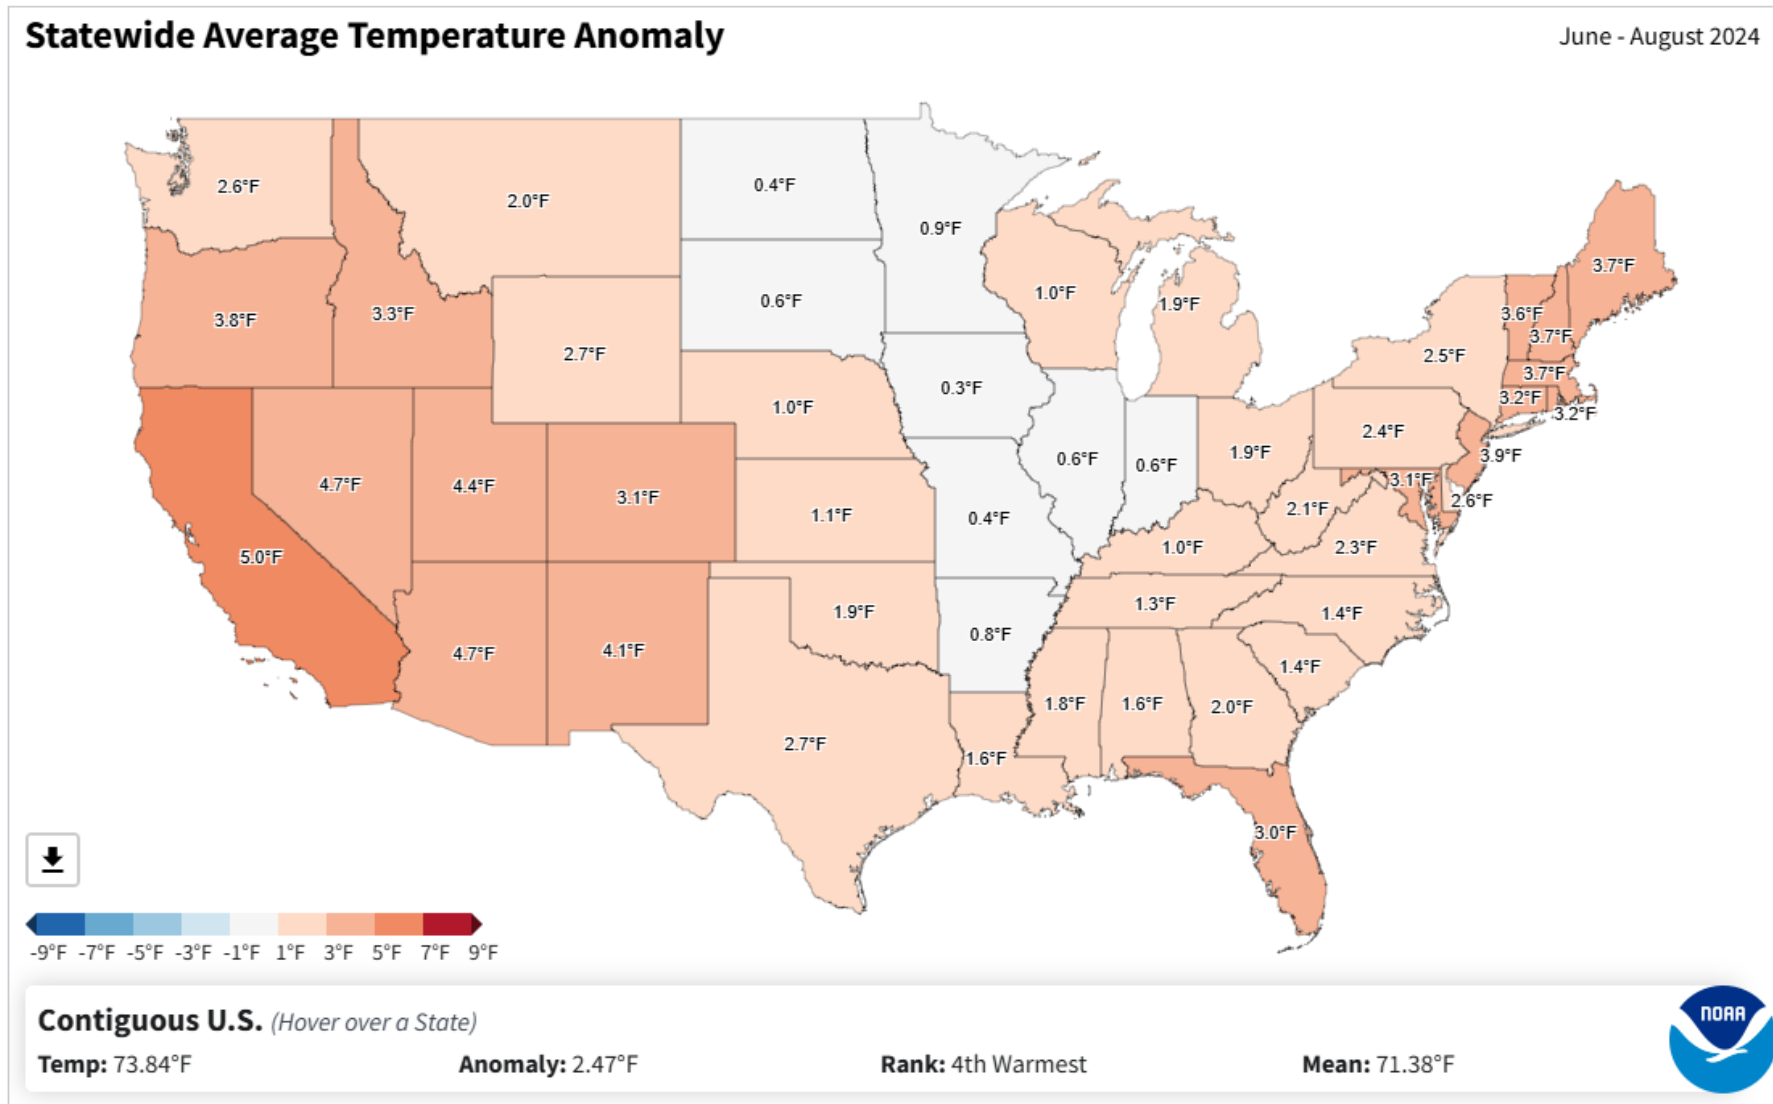 Statewide Average Temperature Anomaly
June - August 2024
2.6°F
2.0°F
0.4°F
0.9°F
3.8°F
3.3°F
2.7°F
0.6°F
1.0°F
1.9°F
3.7°F
3.6°F
3.7°F
2.5°F
3.7°F
3.2°F
3.2°F
0.3°F
1.0°F
2.4°F
3.9°F
5.0°F
4.7°F
4.4°F
3.1°F
1.1°F
0.4°F
0.6°F
0.6°F
1.9°F
3.1°F
2.6°F
2.1°F
2.3°F
1.0°F
1.3°F
1.4°F
4.7°F
4.1°F
1.9°F
0.8°F
1.4°F
2.7°F
1.6°F
1.8°F
1.6°F
2.0°F
3.0°F
-9°F -7°F -5°F -3°F -1°F 1°F 3°F 5°F 7°F 9°F
Contiguous U.S. (Hover over a State)
Temp: 73.84°F Anomaly: 2.47°F Rank: 4th Warmest Mean: 71.38°F
NOAA